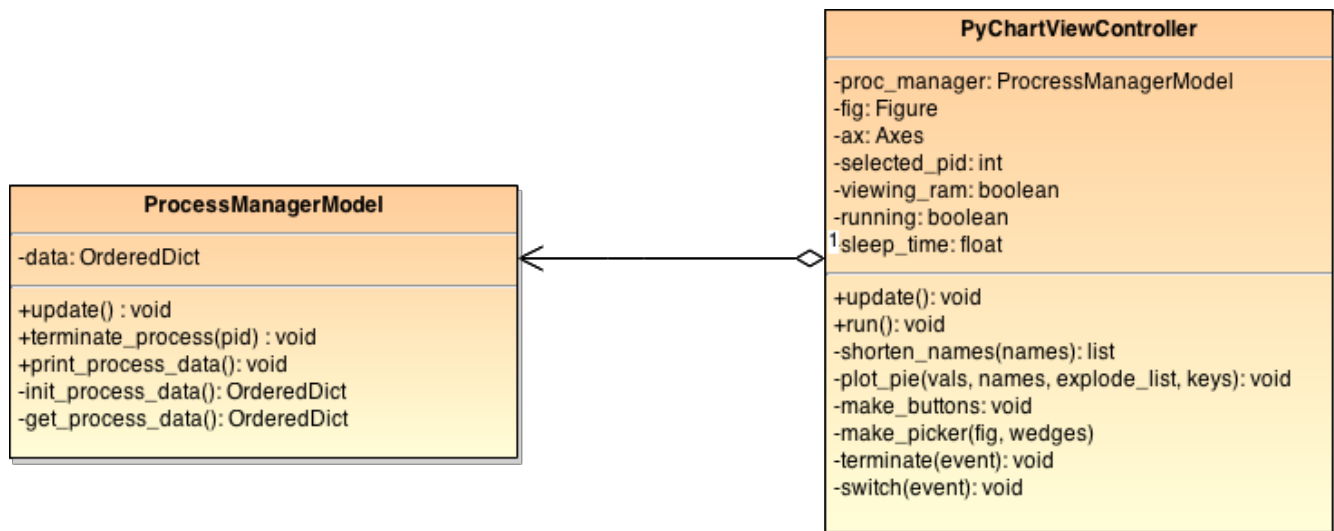 ProcessManagerModel
-data: OrderedDict
+update() : void
+terminate_process(pid) : void
+print_process_data(): void
-init_process_data(): OrderedDict
-get_process_data(): OrderedDict
PyChartViewController
-proc_manager: ProcressManagerModel
-fig: Figure
-ax: Axes
-selected_pid: int
-viewing_ram: boolean
-running: boolean
1
-sleep_time: float
+update(): void
+run(): void
-shorten_names(names): list
-plot_pie(vals, names, explode_list, keys): void
-make_buttons: void
-make_picker(fig, wedges)
-terminate(event): void
-switch(event): void